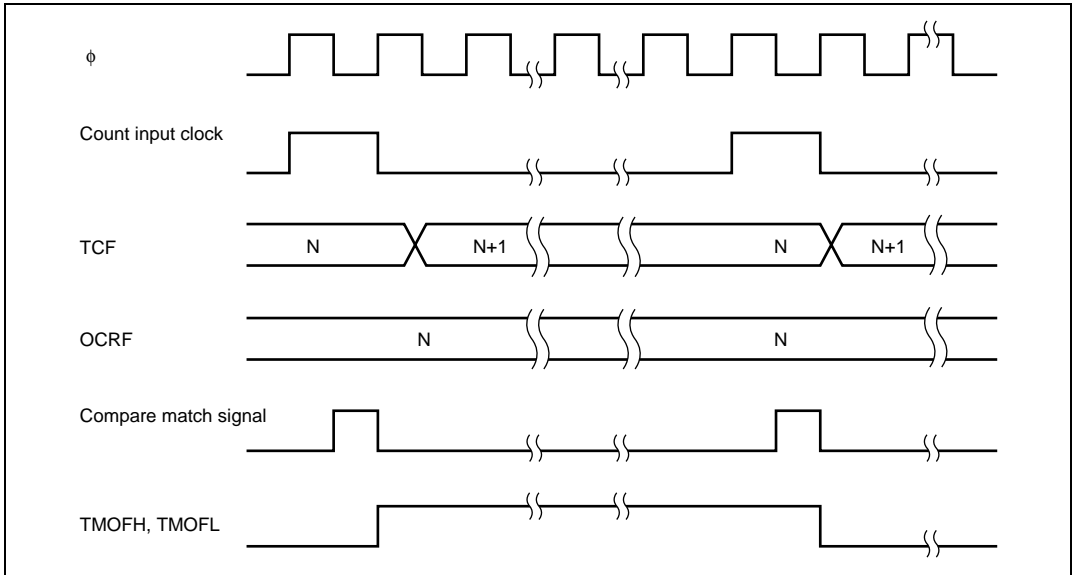 ϕ
Count input clock
TCF N N+1 N N+1
OCRF N N
Compare match signal
TMOFH, TMOFL